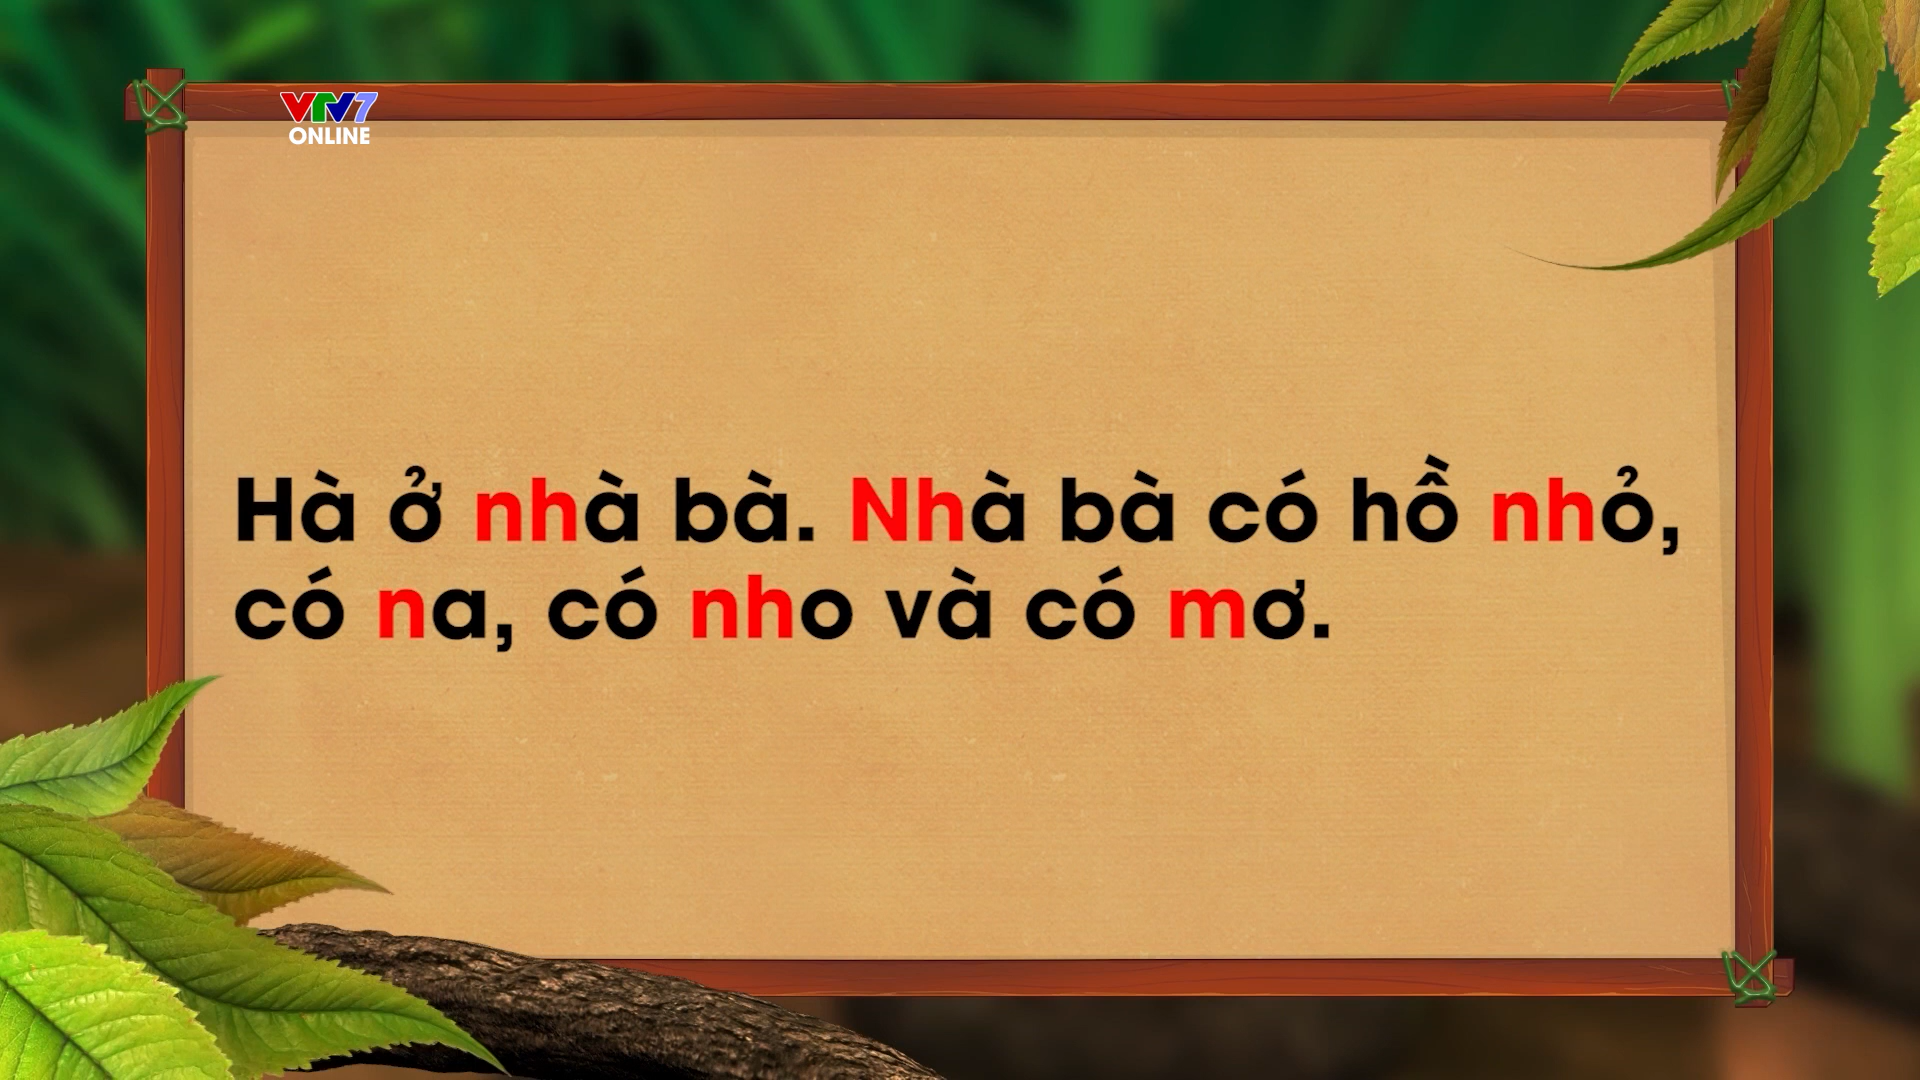 VTV7
ONLINE
Hà ở nhà bà. Nhà bà có hồ nhỏ,
có na, có nho và có mơ.